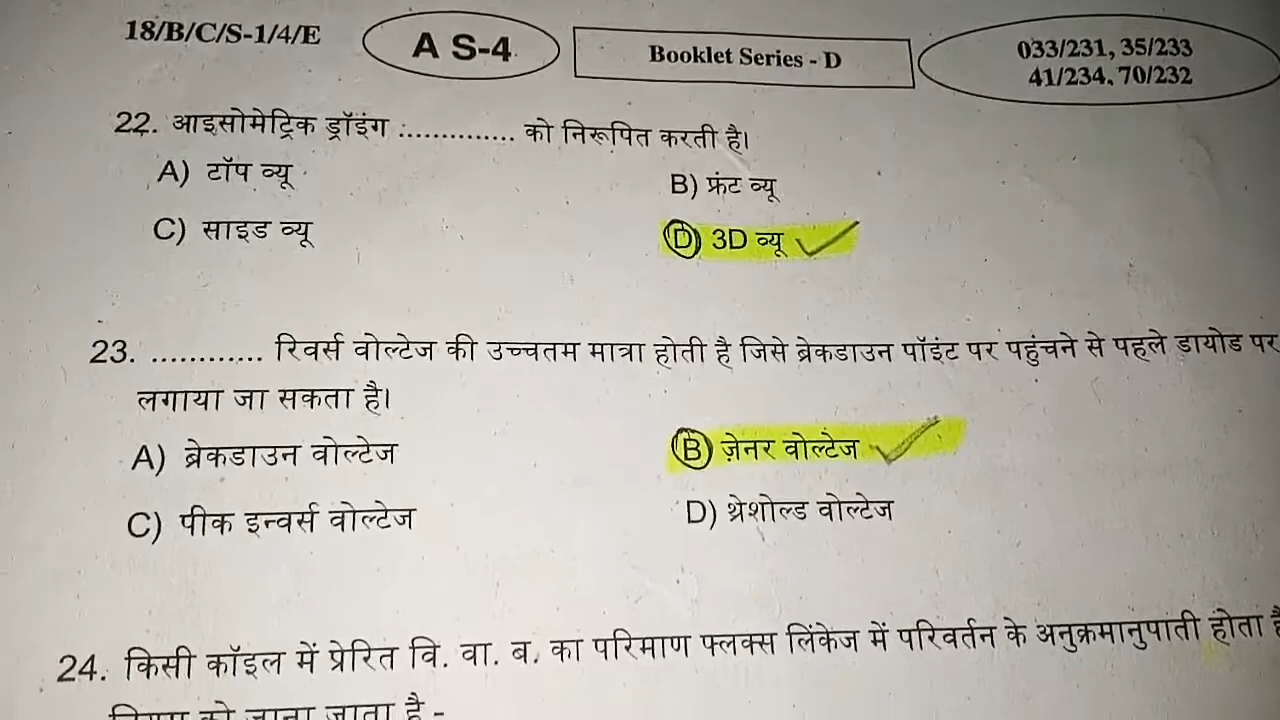 18/B/C/S-1/4/E
A S-4
Booklet Series - D
033/231, 35/233
41/234, 70/232
22. आइसोमेट्रिक ड्रॉइंग :.............. को निरूपित करती है।
A) टॉप व्यू
B) फ्रंट व्यू
C) साइड व्यू
D) 3D व्यू
23. ............ रिवर्स वोल्टेज की उच्चतम मात्रा होती है जिसे ब्रेकडाउन पॉइंट पर पहुंचने से पहले डायोड पर
लगाया जा सकता है।
A) ब्रेकडाउन वोल्टेज
B) ज़ेनर वोल्टेज
C) पीक इन्वर्स वोल्टेज
D) थ्रेशोल्ड वोल्टेज
24. किसी कॉइल में प्रेरित वि. वा. ब. का परिमाण फ्लक्स लिंकेज में परिवर्तन के अनुक्रमानुपाती होता है
को जाना जाता है -